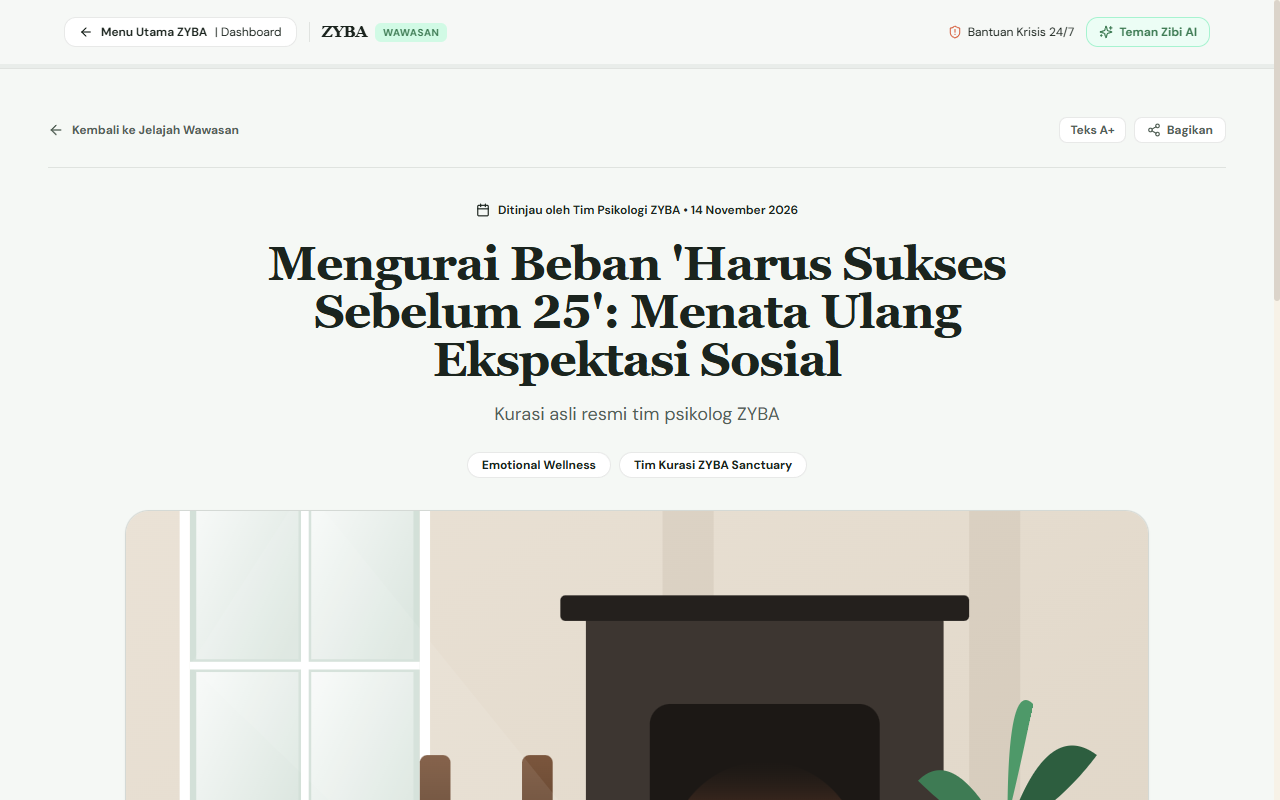 Menu Utama ZYBA | Dashboard
ZYBA WAWASAN
Bantuan Krisis 24/7
Teman Zibi AI
Kembali ke Jelajah Wawasan
Teks A+
Bagikan
Ditinjau oleh Tim Psikologi ZYBA • 14 November 2026
Mengurai Beban 'Harus Sukses
Sebelum 25': Menata Ulang
Ekspektasi Sosial
Kurasi asli resmi tim psikolog ZYBA
Emotional Wellness
Tim Kurasi ZYBA Sanctuary